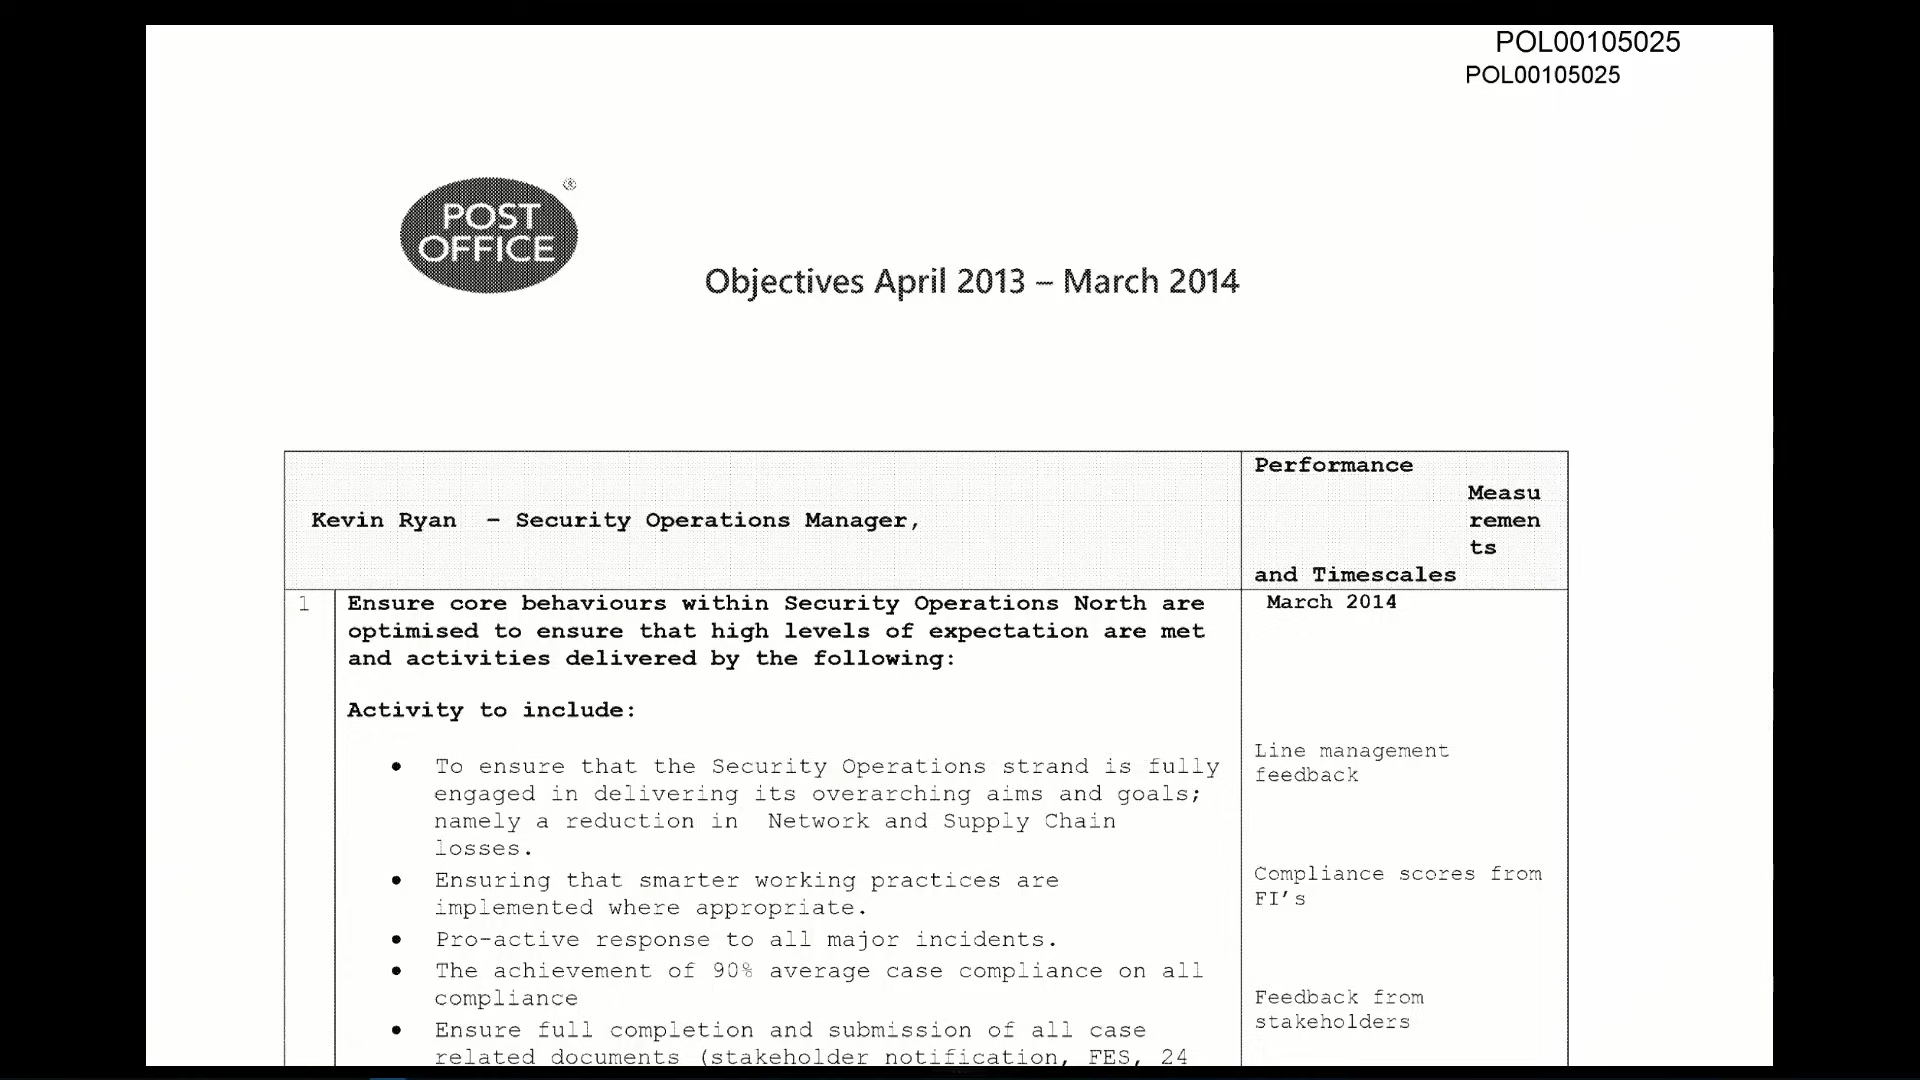 POL00105025
POL00105025
POST
OFFICE
®
Objectives April 2013 – March 2014
Performance
Measu
remen
ts
and Timescales
Kevin Ryan – Security Operations Manager,
1
Ensure core behaviours within Security Operations North are
optimised to ensure that high levels of expectation are met
and activities delivered by the following:
March 2014
Activity to include:
• To ensure that the Security Operations strand is fully
engaged in delivering its overarching aims and goals;
namely a reduction in Network and Supply Chain
losses.
Line management
feedback
• Ensuring that smarter working practices are
implemented where appropriate.
Compliance scores from
FI's
• Pro-active response to all major incidents.
• The achievement of 90% average case compliance on all
compliance
Feedback from
stakeholders
• Ensure full completion and submission of all case
related documents (stakeholder notification, FES, 24